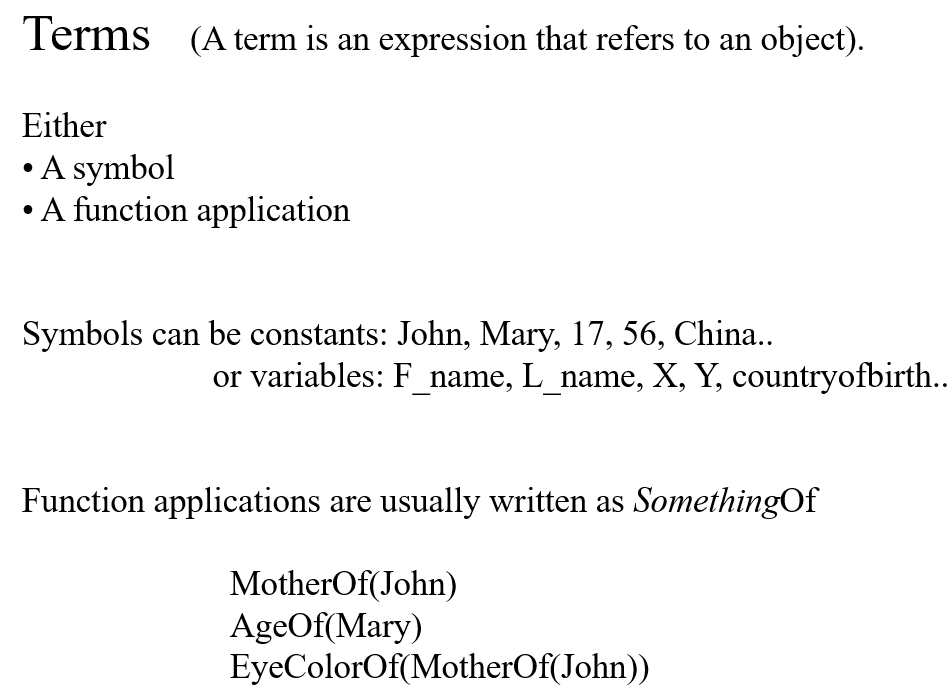 Terms (A term is an expression that refers to an object).
Either
• A symbol
• A function application
Symbols can be constants: John, Mary, 17, 56, China..
or variables: F_name, L_name, X, Y, countryofbirth..
Function applications are usually written as SomethingOf
MotherOf(John)
AgeOf(Mary)
EyeColorOf(MotherOf(John))